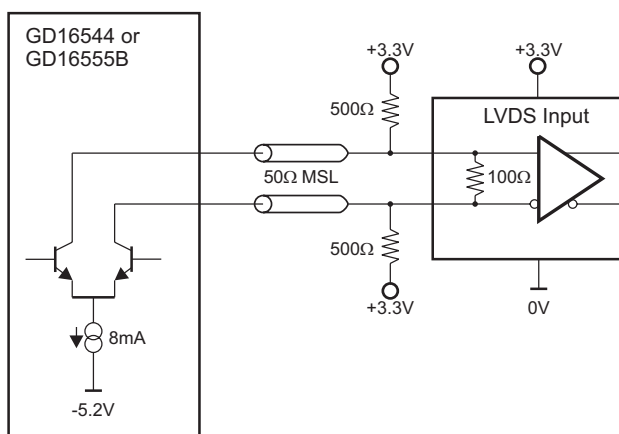 GD16544 or
GD16555B
+3.3V
+3.3V
500Ω
LVDS Input
50Ω MSL
100Ω
500Ω
+3.3V
0V
8mA
-5.2V